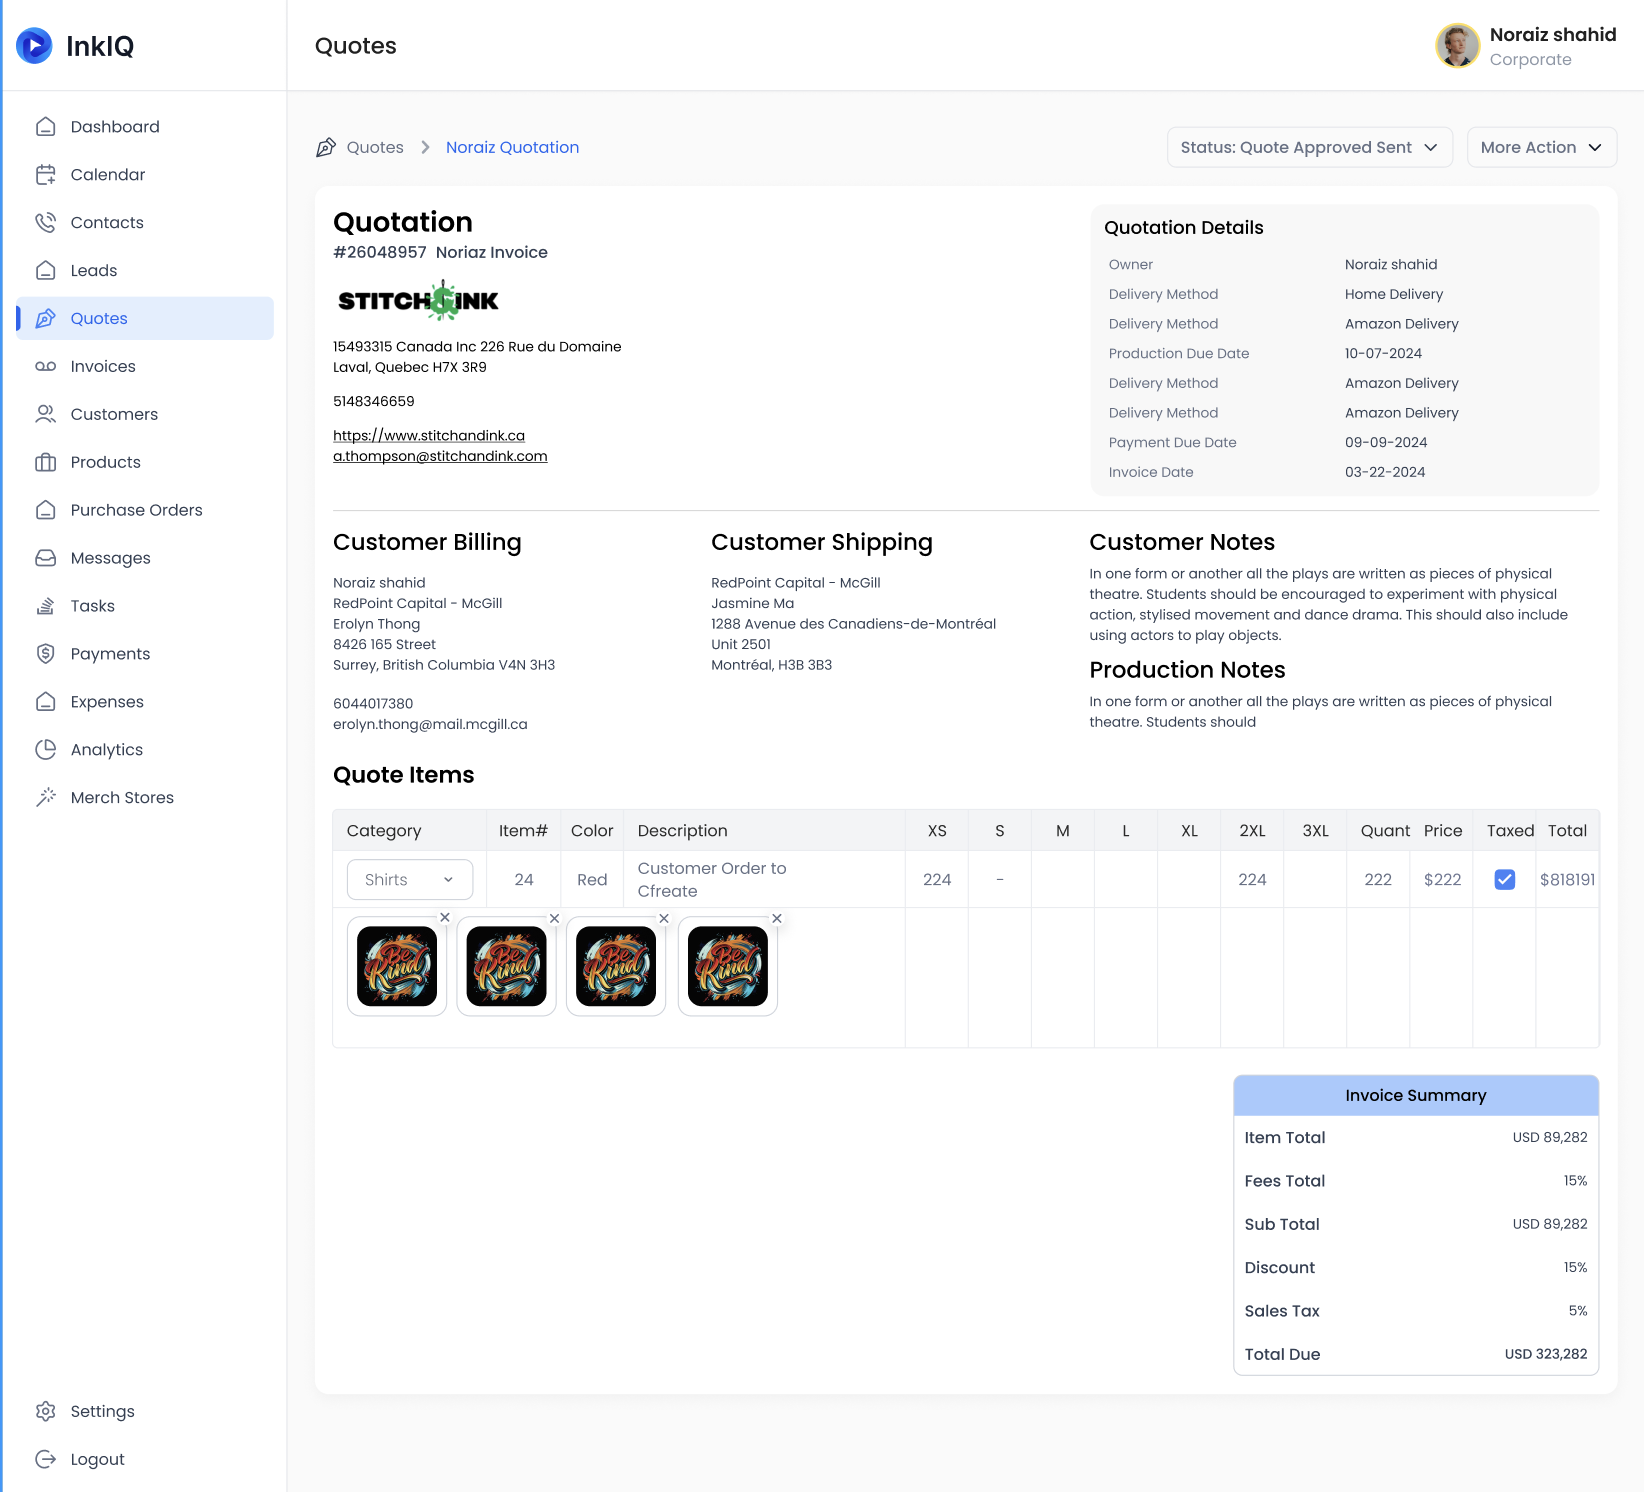 InkIQ
Quotes
Noraiz shahid
Corporate
Dashboard
Calendar
Contacts
Leads
Quotes
Invoices
Customers
Products
Purchase Orders
Messages
Tasks
Payments
Expenses
Analytics
Merch Stores
Settings
Logout
Quotes Noraiz Quotation
Status: Quote Approved Sent
More Action
Quotation
#26048957 Noriaz Invoice
STITCH INK
15493315 Canada Inc 226 Rue du Domaine
Laval, Quebec H7X 3R9
5148346659
https://www.stitchandink.ca
a.thompson@stitchandink.com
Quotation Details
Owner Noraiz shahid
Delivery Method Home Delivery
Delivery Method Amazon Delivery
Production Due Date 10-07-2024
Delivery Method Amazon Delivery
Delivery Method Amazon Delivery
Payment Due Date 09-09-2024
Invoice Date 03-22-2024
Customer Billing
Noraiz shahid
RedPoint Capital - McGill
Erolyn Thong
8426 165 Street
Surrey, British Columbia V4N 3H3
6044017380
erolyn.thong@mail.mcgill.ca
Customer Shipping
RedPoint Capital - McGill
Jasmine Ma
1288 Avenue des Canadiens-de-Montréal
Unit 2501
Montréal, H3B 3B3
Customer Notes
In one form or another all the plays are written as pieces of physical
theatre. Students should be encouraged to experiment with physical
action, stylised movement and dance drama. This should also include
using actors to play objects.
Production Notes
In one form or another all the plays are written as pieces of physical
theatre. Students should
Quote Items
Category Item# Color Description XS S M L XL 2XL 3XL Quant Price Taxed Total
Shirts 24 Red Customer Order to
Cfreate
224 - 224 222 $222 $818191
Be Kind
Be Kind
Be Kind
Be Kind
Invoice Summary
Item Total USD 89,282
Fees Total 15%
Sub Total USD 89,282
Discount 15%
Sales Tax 5%
Total Due USD 323,282